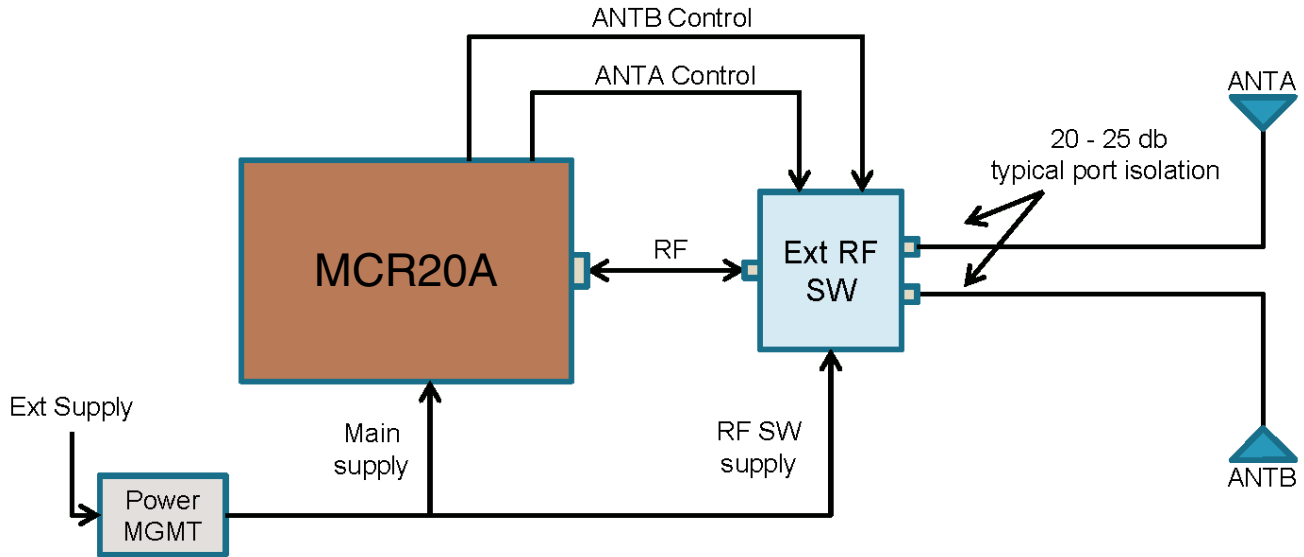 ANTB Control
ANTA Control
ANTA
20 - 25 db
typical port isolation
MCR20A
RF
Ext RF
SW
Ext Supply
Main
supply
RF SW
supply
ANTB
Power
MGMT